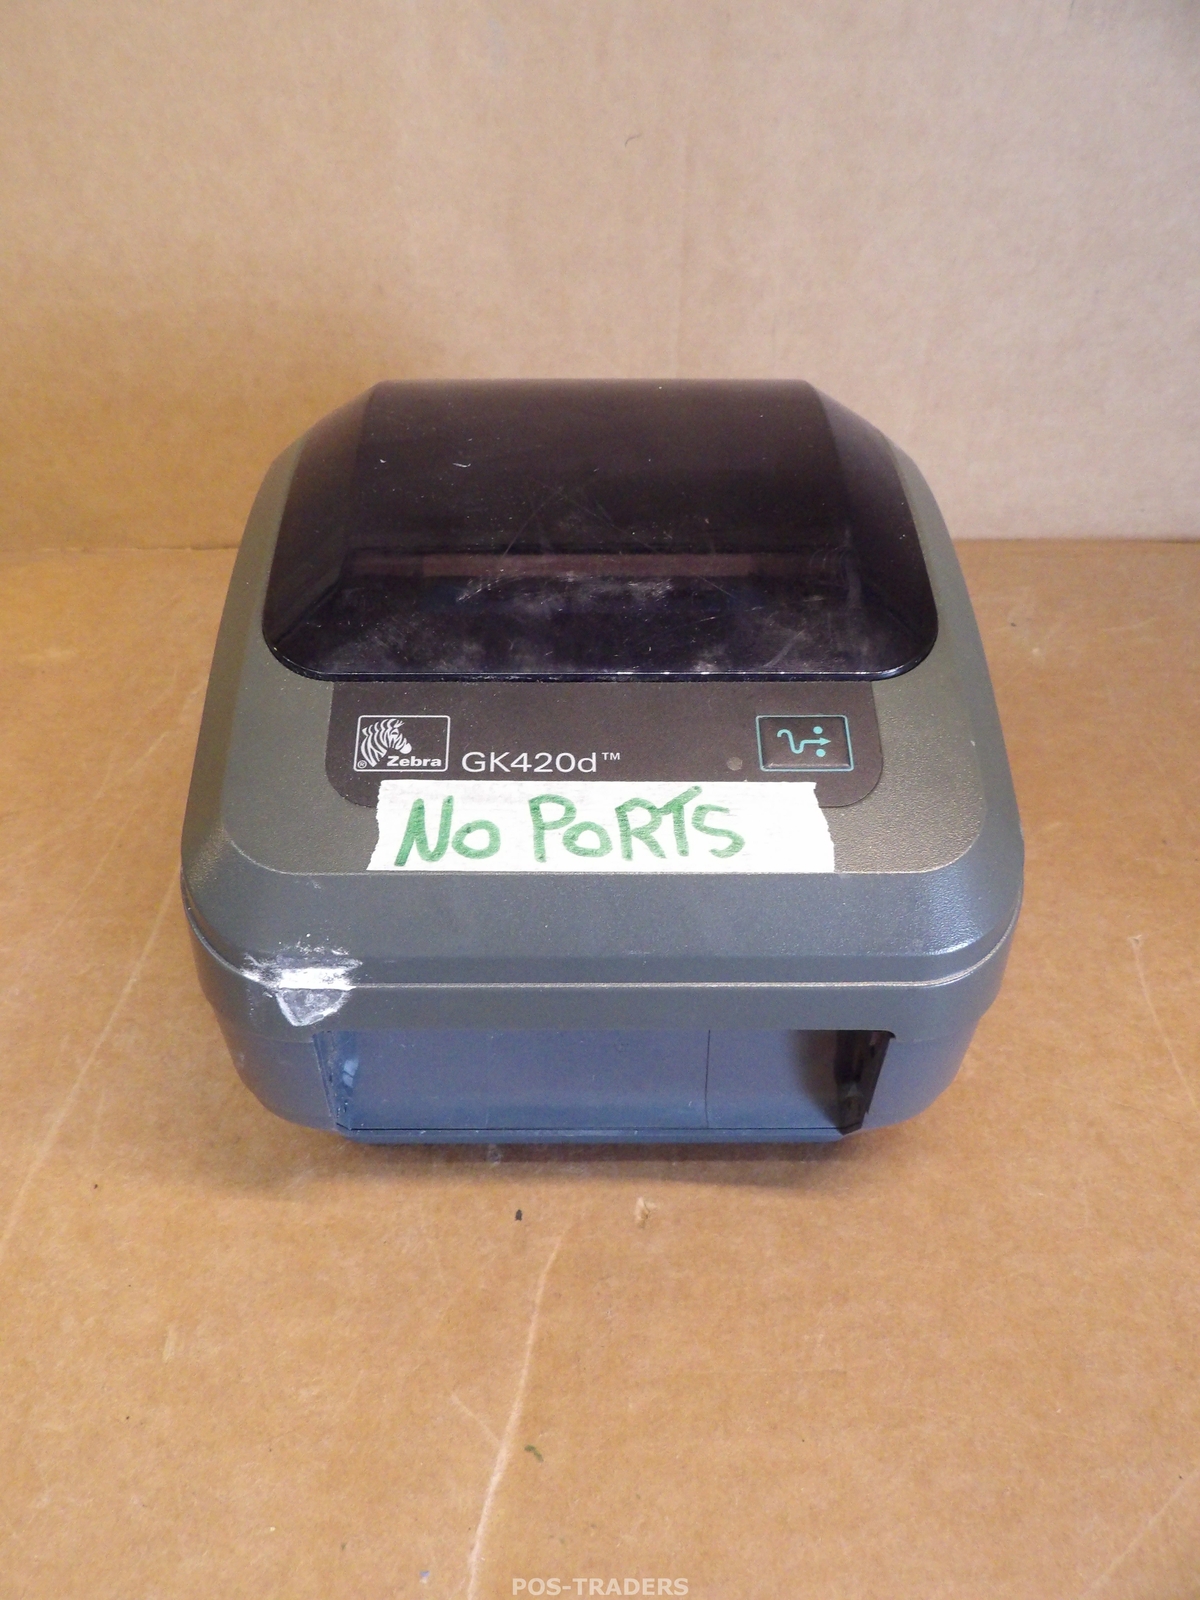 ® Zebra GK420d™
No PoRTS
POS-TRADERS